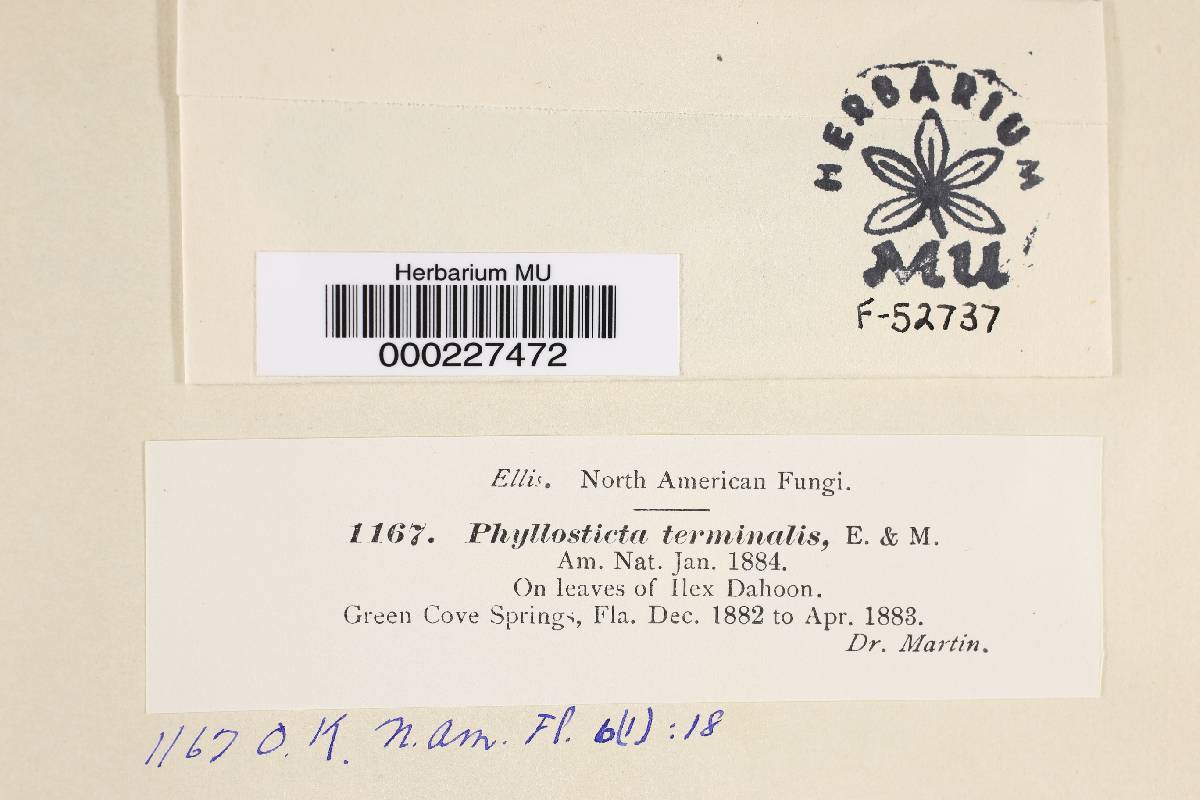 HERBARIUM
MU
F-52737
Herbarium MU
000227472
Ellis. North American Fungi.
1167. Phyllosticta terminalis, E. & M.
Am. Nat. Jan. 1884.
On leaves of Ilex Dahoon.
Green Cove Springs, Fla. Dec. 1882 to Apr. 1883.
Dr. Martin.
1167 O.K. N. Am. Fl. 6(1):18